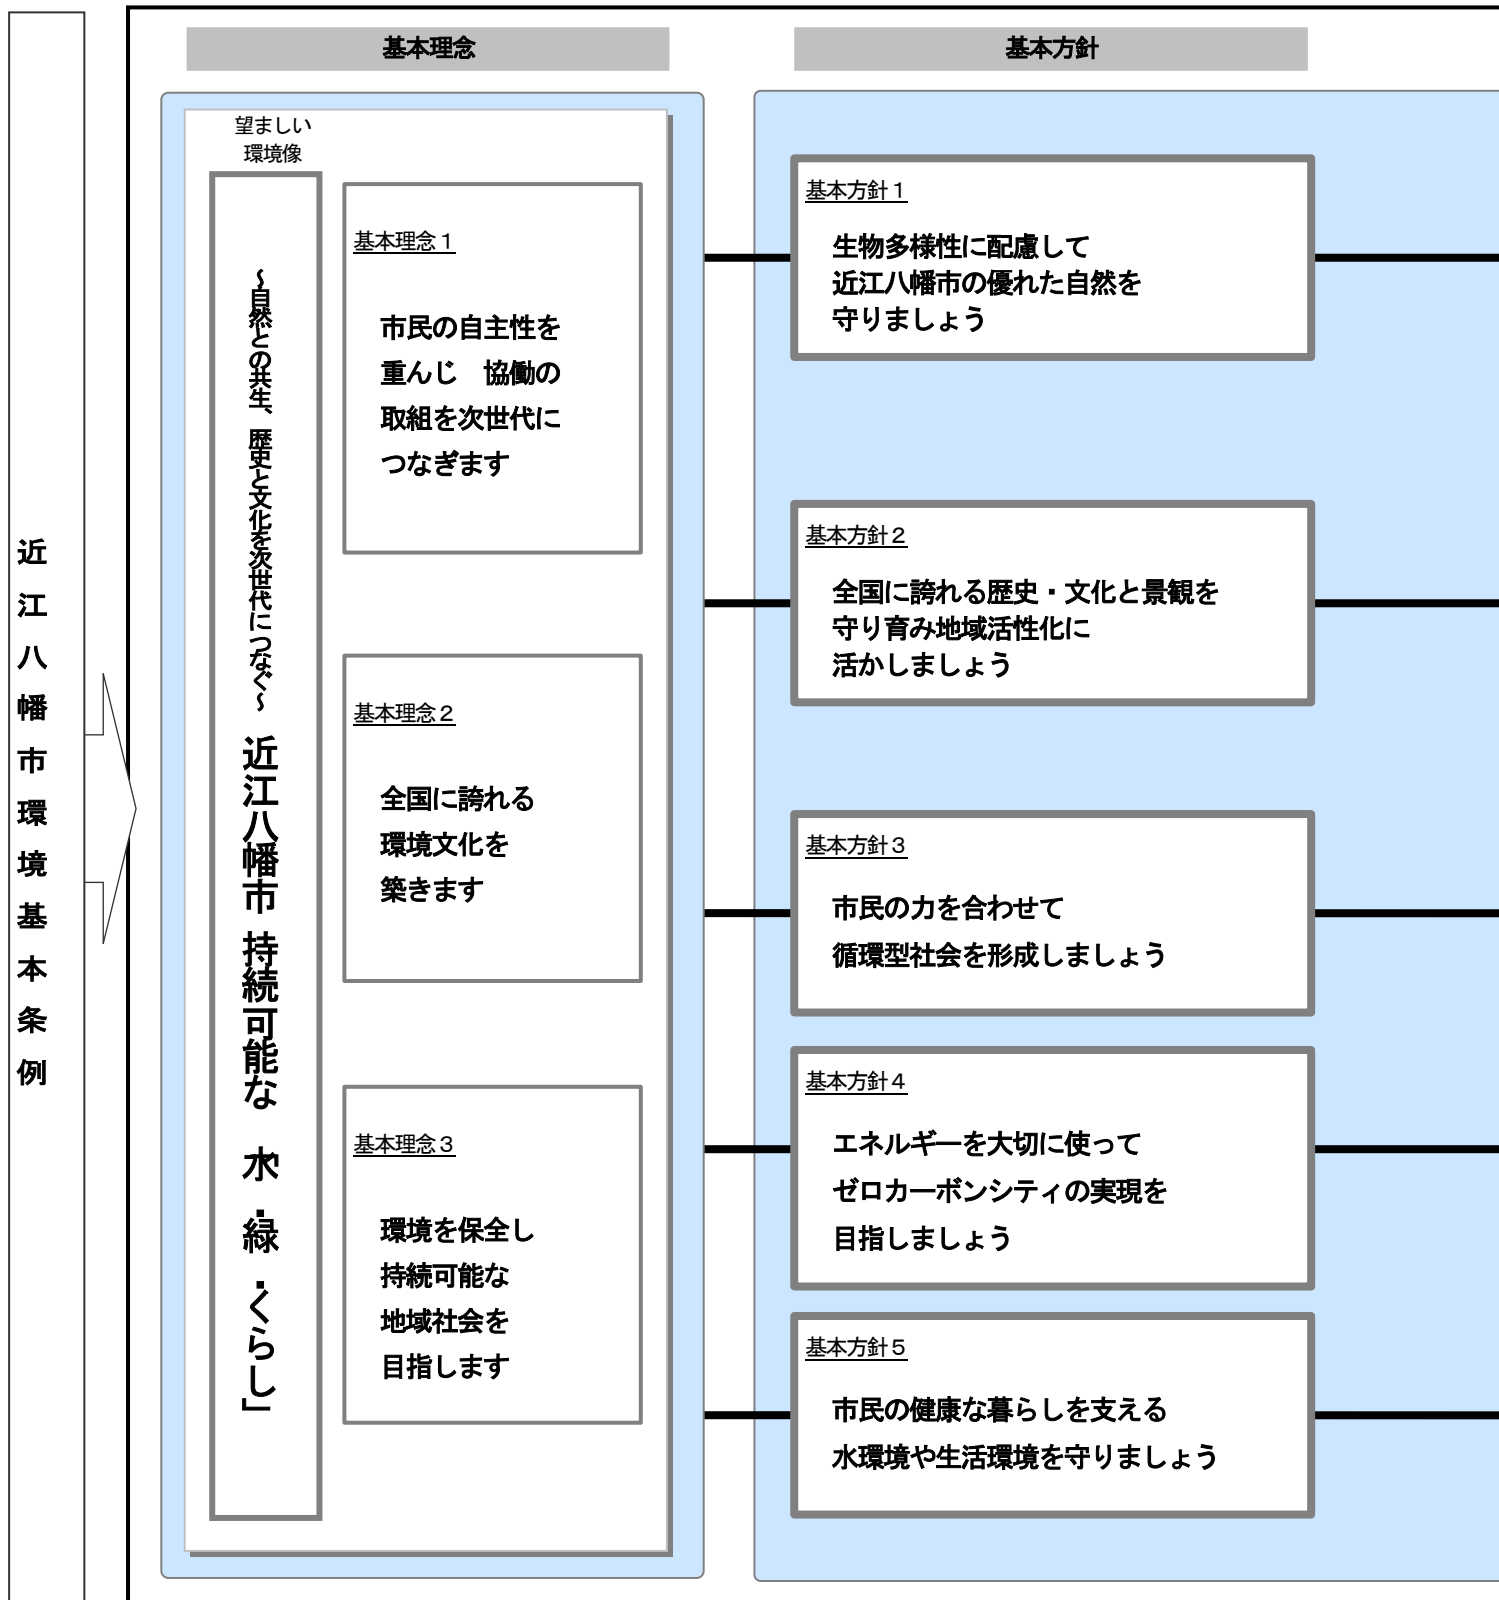 近江八幡市環境基本条例
基本理念
望ましい
環境像
～自然との共生、歴史と文化を次世代につなぐ～ 近江八幡市 持続可能な 水・緑・くらし」
基本理念１
市民の自主性を
重んじ　協働の
取組を次世代に
つなぎます
基本理念２
全国に誇れる
環境文化を
築きます
基本理念３
環境を保全し
持続可能な
地域社会を
目指します
基本方針
基本方針１
生物多様性に配慮して
近江八幡市の優れた自然を
守りましょう
基本方針２
全国に誇れる歴史・文化と景観を
守り育み地域活性化に
活かしましょう
基本方針３
市民の力を合わせて
循環型社会を形成しましょう
基本方針４
エネルギーを大切に使って
ゼロカーボンシティの実現を
目指しましょう
基本方針５
市民の健康な暮らしを支える
水環境や生活環境を守りましょう